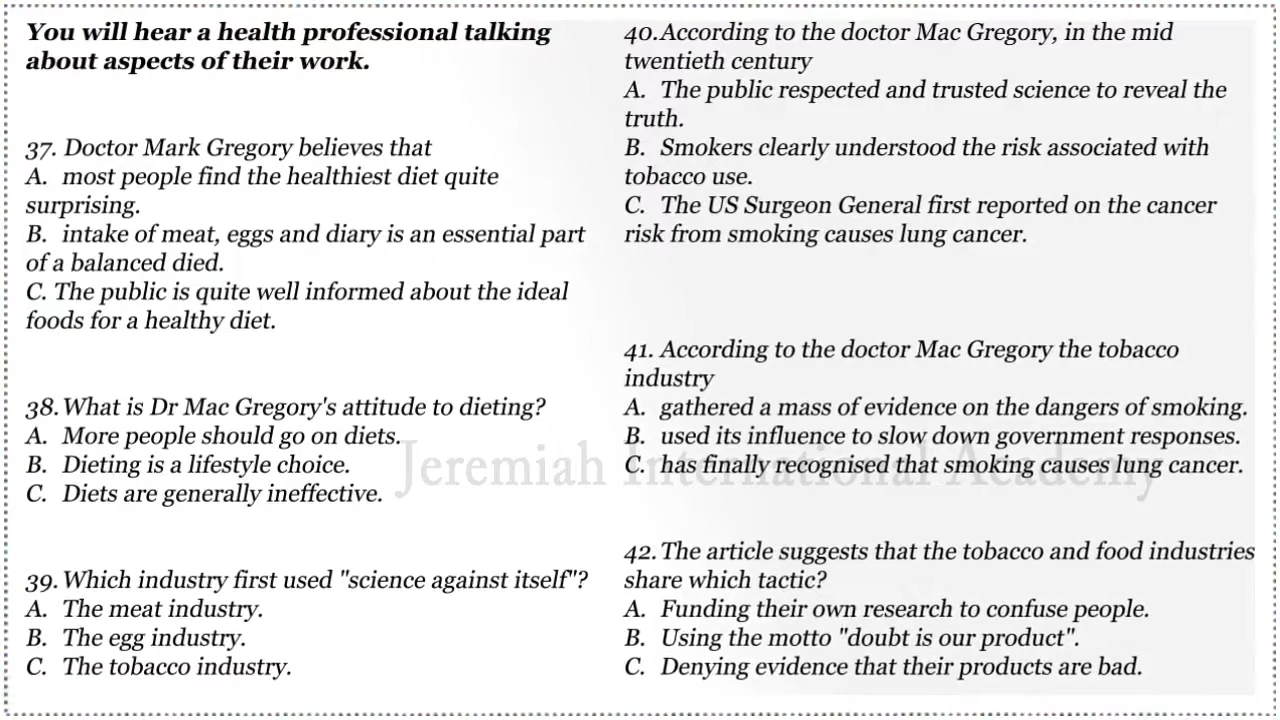 You will hear a health professional talking
about aspects of their work.
37. Doctor Mark Gregory believes that
A. most people find the healthiest diet quite
surprising.
B. intake of meat, eggs and diary is an essential part
of a balanced died.
C. The public is quite well informed about the ideal
foods for a healthy diet.
38. What is Dr Mac Gregory's attitude to dieting?
A. More people should go on diets.
B. Dieting is a lifestyle choice.
C. Diets are generally ineffective.
39. Which industry first used "science against itself"?
A. The meat industry.
B. The egg industry.
C. The tobacco industry.
40. According to the doctor Mac Gregory, in the mid
twentieth century
A. The public respected and trusted science to reveal the
truth.
B. Smokers clearly understood the risk associated with
tobacco use.
C. The US Surgeon General first reported on the cancer
risk from smoking causes lung cancer.
41. According to the doctor Mac Gregory the tobacco
industry
A. gathered a mass of evidence on the dangers of smoking.
B. used its influence to slow down government responses.
C. has finally recognised that smoking causes lung cancer.
42. The article suggests that the tobacco and food industries
share which tactic?
A. Funding their own research to confuse people.
B. Using the motto "doubt is our product".
C. Denying evidence that their products are bad.
Jeremiah International Academy